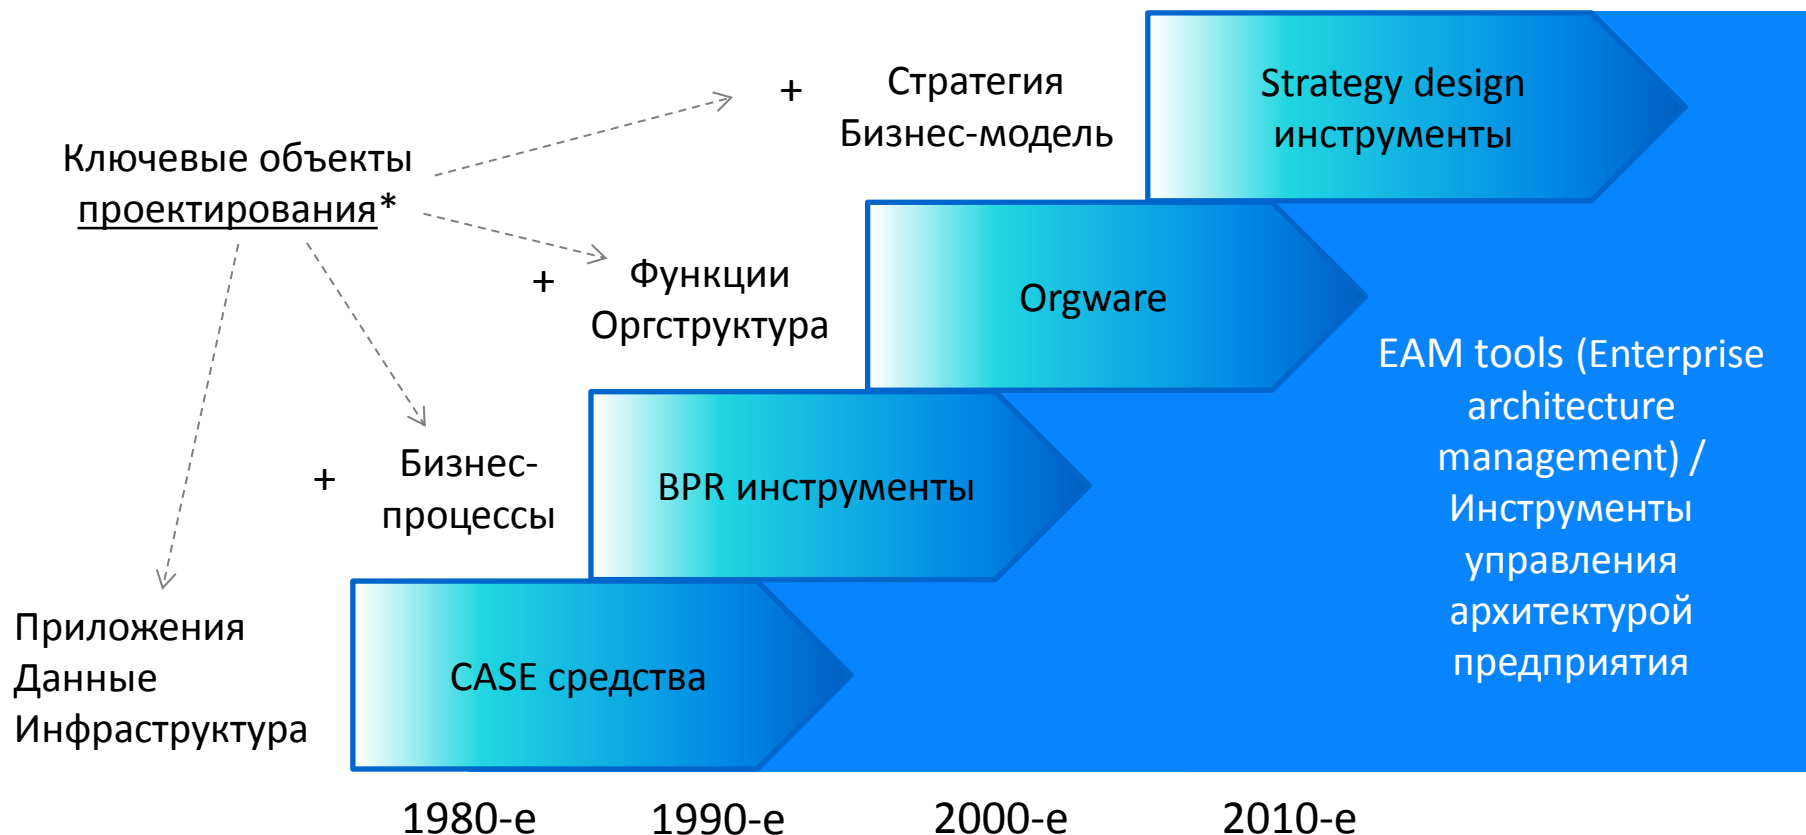 +
Стратегия
Бизнес-модель
Strategy design
инструменты
Ключевые объекты
проектирования*
+
Функции
Оргструктура
Orgware
EAM tools (Enterprise
architecture
management) /
Инструменты
управления
архитектурой
предприятия
+
Бизнес-
процессы
BPR инструменты
Приложения
Данные
Инфраструктура
CASE средства
1980-е
1990-е
2000-е
2010-е